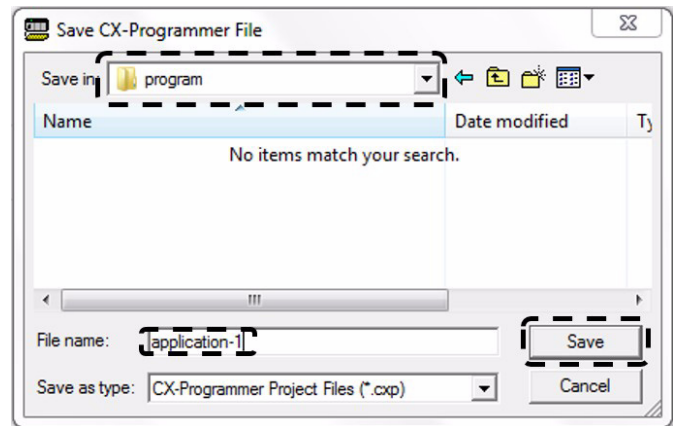 Save CX-Programmer File
Save in: program
Name Date modified Ty
No items match your search.
File name: application-1
Save
Save as type: CX-Programmer Project Files (*.cxp)
Cancel